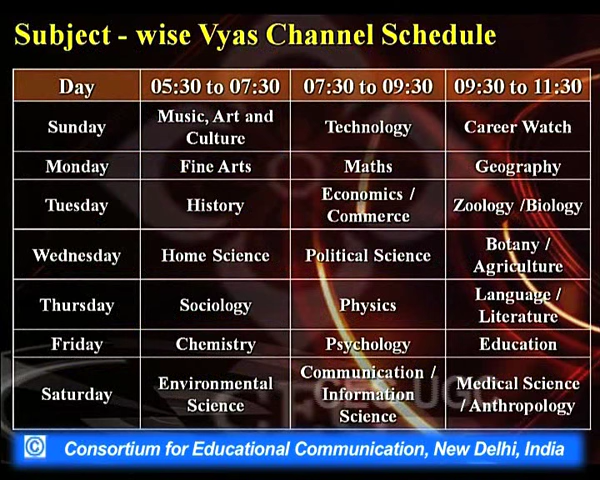 Subject - wise Vyas Channel Schedule
Day 05:30 to 07:30 07:30 to 09:30 09:30 to 11:30
Sunday Music, Art and Culture Technology Career Watch
Monday Fine Arts Maths Geography
Tuesday History Economics / Commerce Zoology /Biology
Wednesday Home Science Political Science Botany / Agriculture
Thursday Sociology Physics Language / Literature
Friday Chemistry Psychology Education
Saturday Environmental Science Communication / Information Science Medical Science / Anthropology
© Consortium for Educational Communication, New Delhi, India